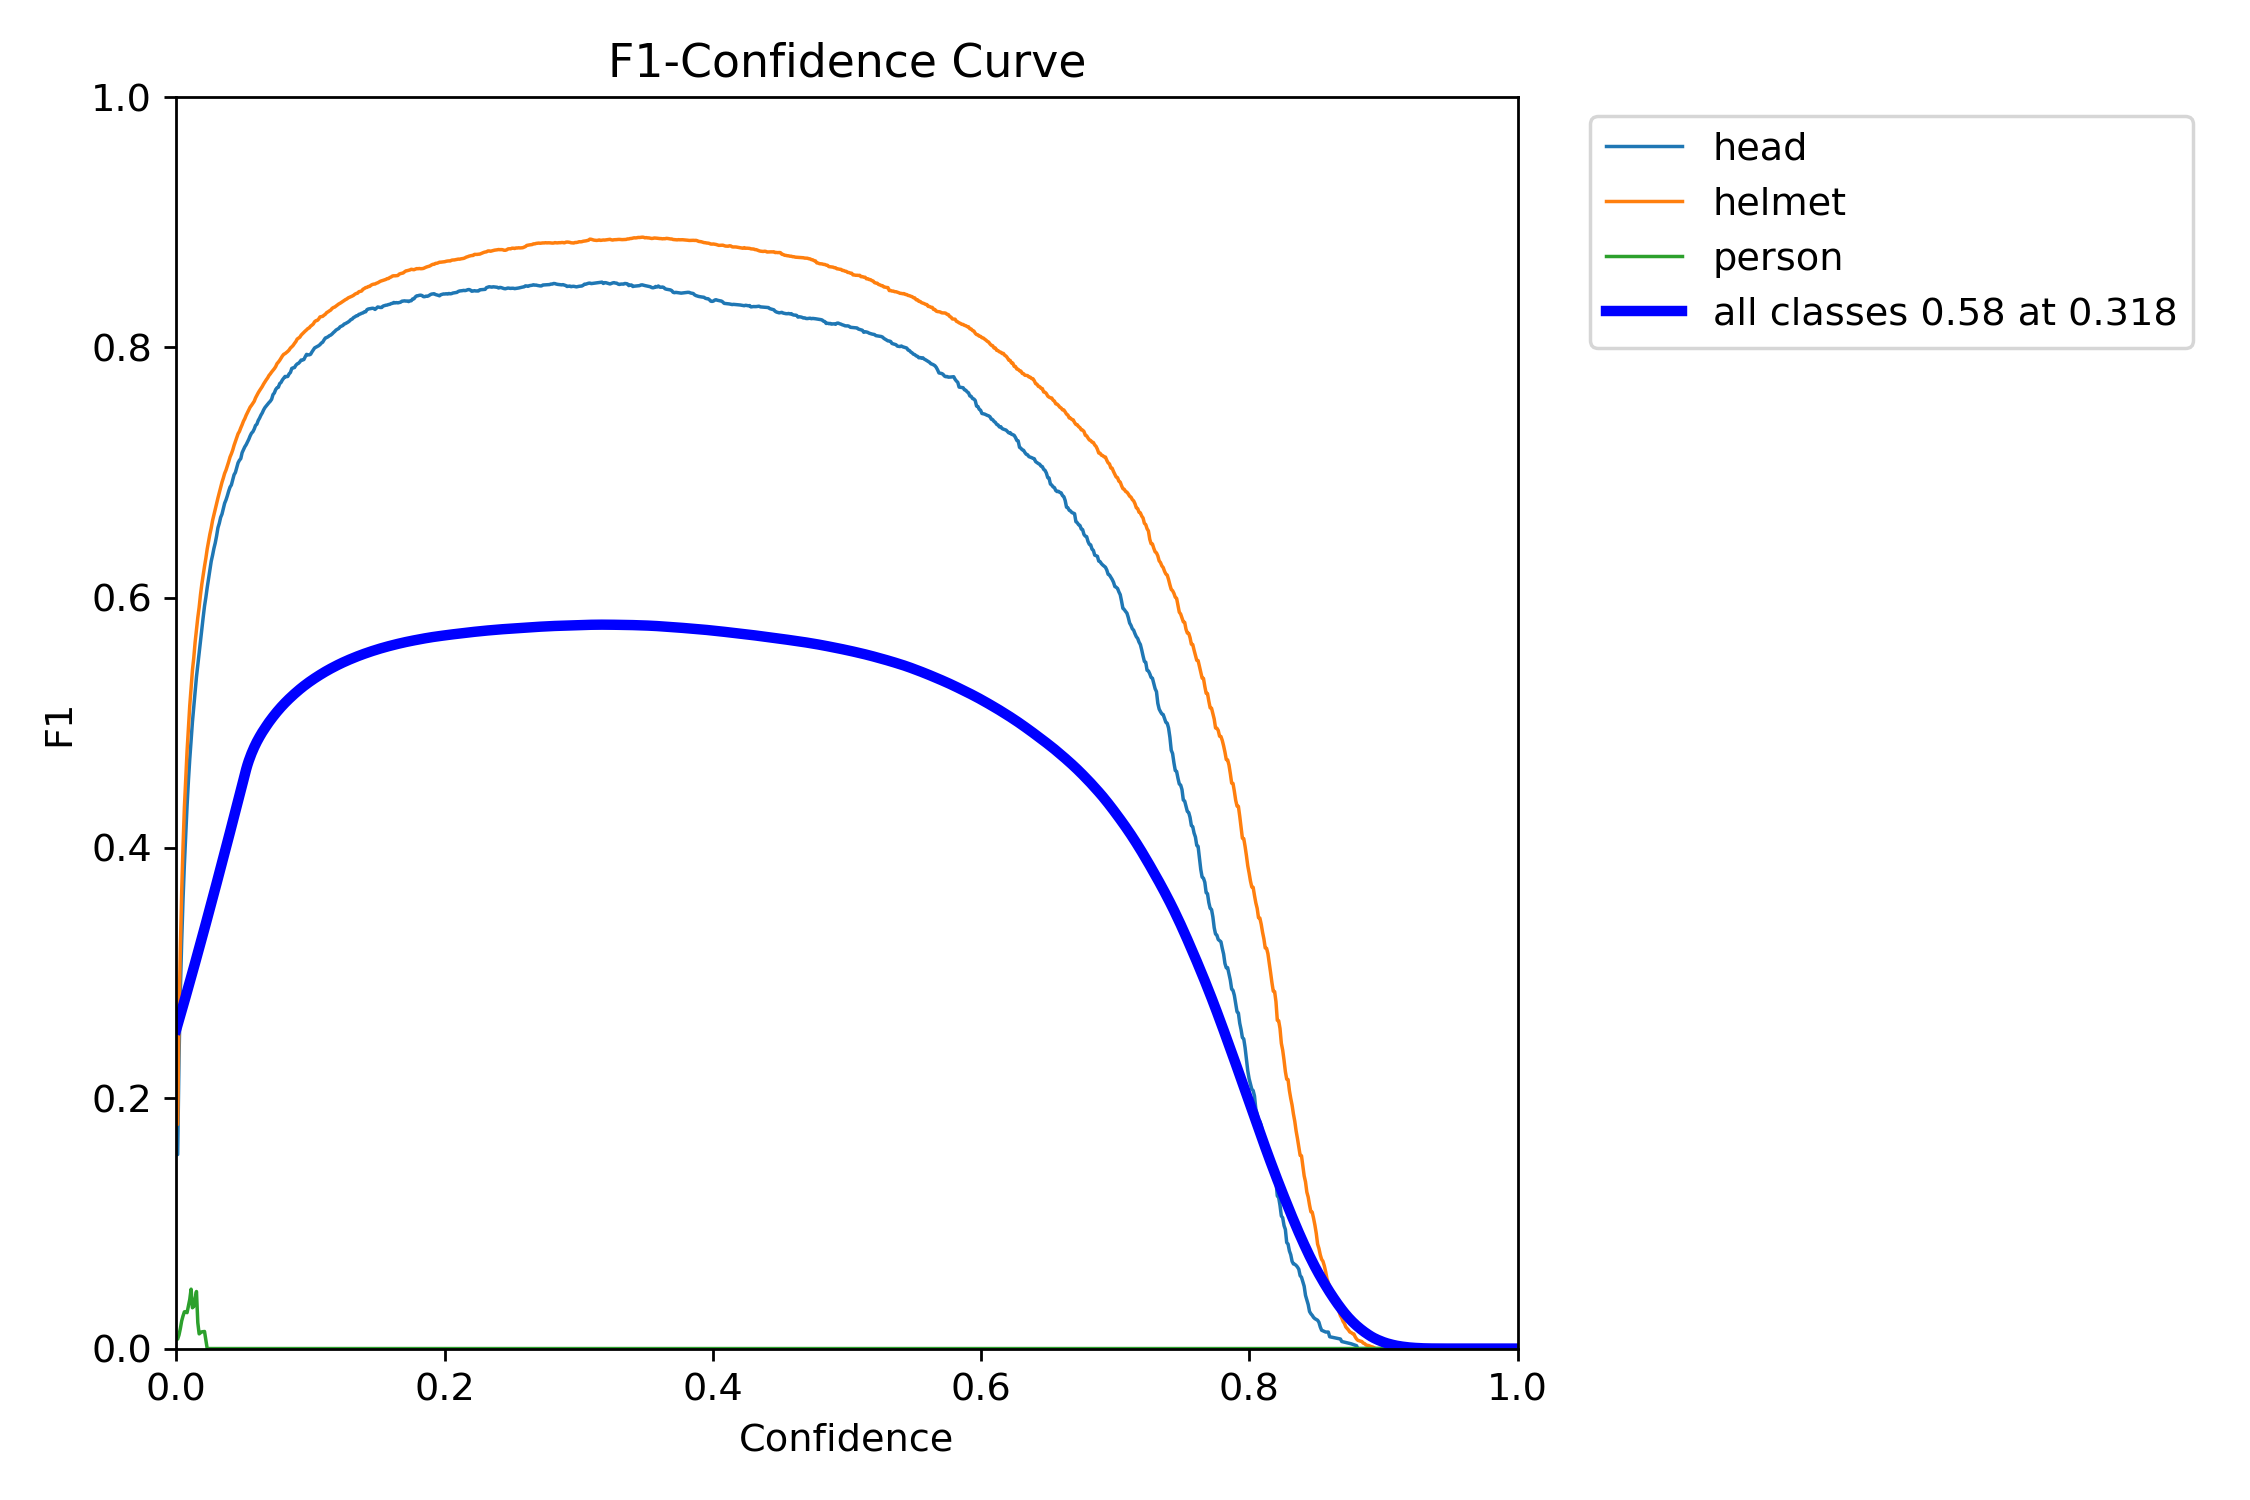 F1-Confidence Curve
1.0
0.8
0.6
0.4
0.2
0.0
F1
0.0 0.2 0.4 0.6 0.8 1.0
Confidence
head
helmet
person
all classes 0.58 at 0.318